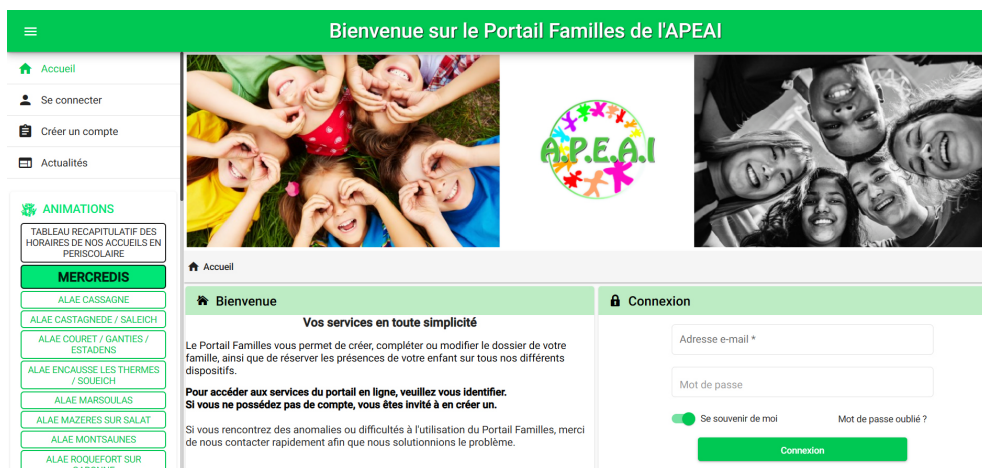 Bienvenue sur le Portail Familles de l'APEAI
Accueil
Se connecter
Créer un compte
Actualités
ANIMATIONS
TABLEAU RECAPITULATIF DES
HORAIRES DE NOS ACCUEILS EN
PERISCOLAIRE
MERCREDIS
ALAE CASSAGNE
ALAE CASTAGNEDE / SALEICH
ALAE COURET / GANTIES /
ESTADENS
ALAE ENCAUSSE LES THERMES
/ SOUEICH
ALAE MARSOULAS
ALAE MAZERES SUR SALAT
ALAE MONTSAUNES
ALAE ROQUEFORT SUR
A.P.E.A.I
Accueil
Bienvenue
Vos services en toute simplicité
Le Portail Familles vous permet de créer, compléter ou modifier le dossier de votre
famille, ainsi que de réserver les présences de votre enfant sur tous nos différents
dispositifs.
Pour accéder aux services du portail en ligne, veuillez vous identifier.
Si vous ne possédez pas de compte, vous êtes invité à en créer un.
Si vous rencontrez des anomalies ou difficultés à l'utilisation du Portail Familles, merci
de nous contacter rapidement afin que nous solutionnions le problème.
Connexion
Adresse e-mail *
Mot de passe
Se souvenir de moi
Mot de passe oublié ?
Connexion